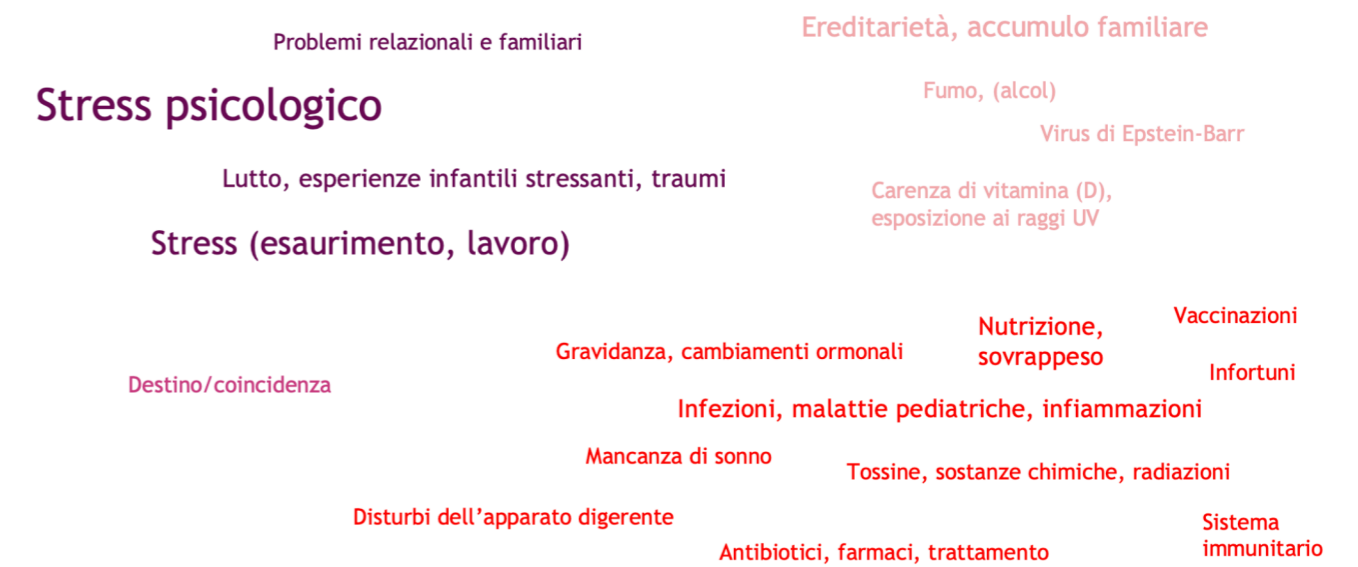 Problemi relazionali e familiari
Ereditarietà, accumulo familiare
Stress psicologico
Fumo, (alcol)
Virus di Epstein-Barr
Lutto, esperienze infantili stressanti, traumi
Carenza di vitamina (D),
esposizione ai raggi UV
Stress (esaurimento, lavoro)
Vaccinazioni
Nutrizione,
sovrappeso
Gravidanza, cambiamenti ormonali
Infortuni
Destino/coincidenza
Infezioni, malattie pediatriche, infiammazioni
Mancanza di sonno
Tossine, sostanze chimiche, radiazioni
Disturbi dell’apparato digerente
Sistema
immunitario
Antibiotici, farmaci, trattamento